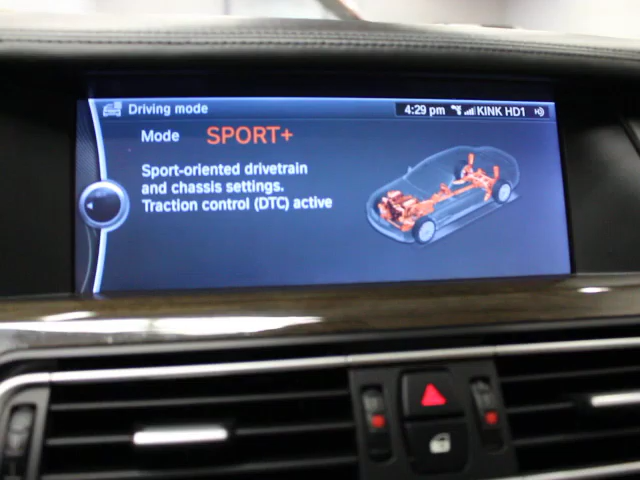 Driving mode
4:29 pm KINK HD1
Mode SPORT+
Sport-oriented drivetrain
and chassis settings.
Traction control (DTC) active